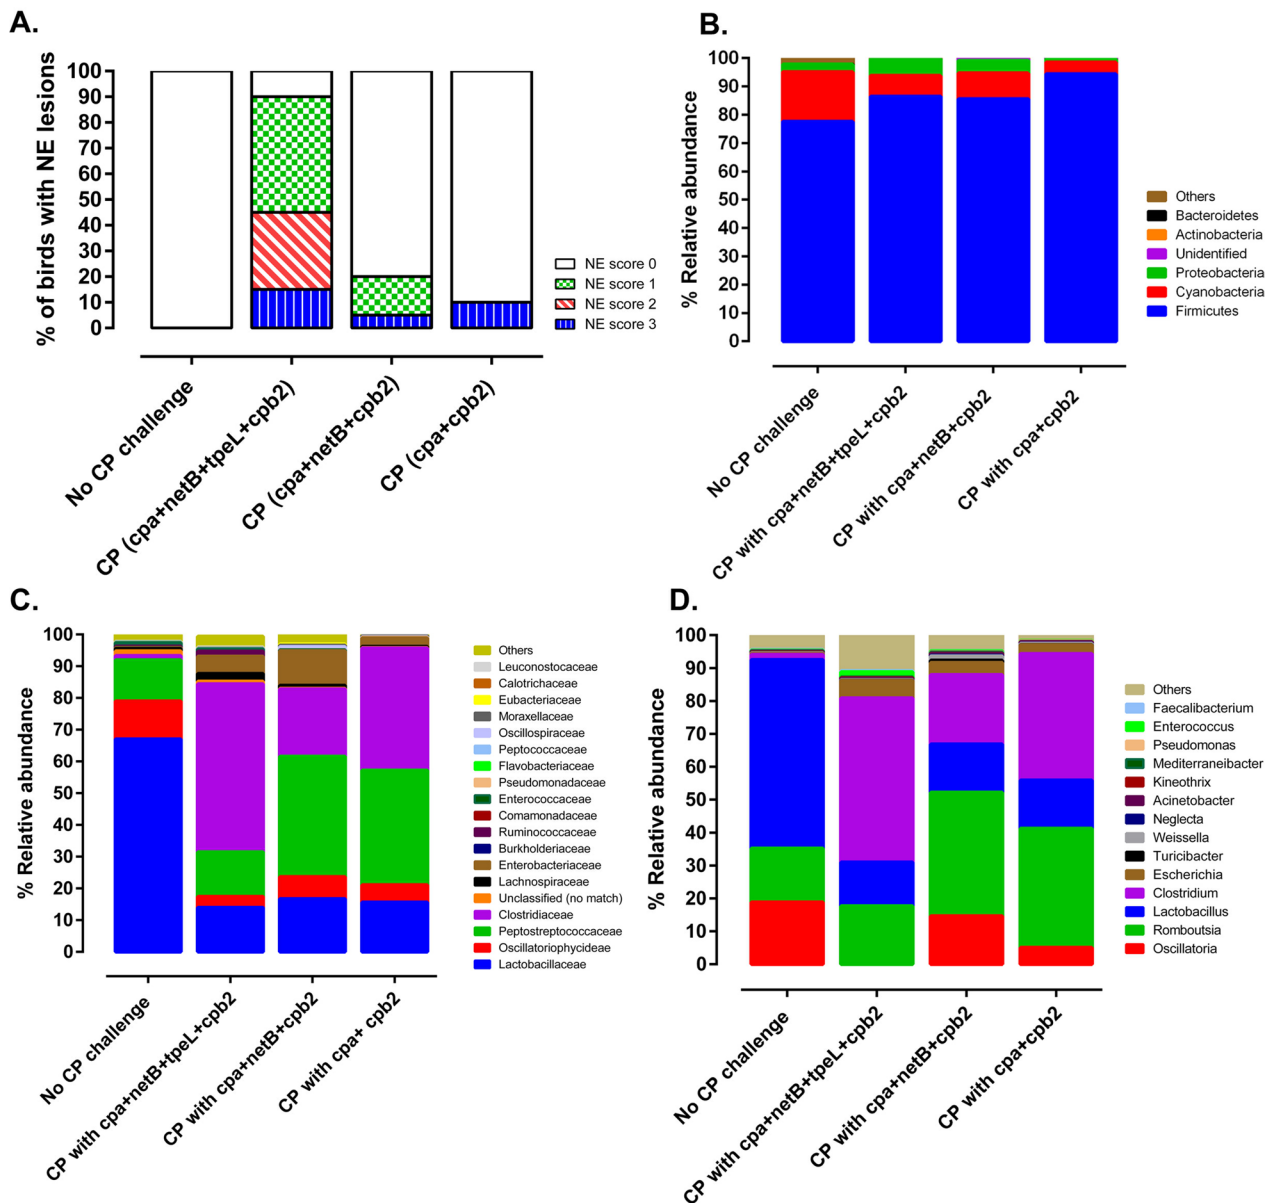 A.
% of birds with NE lesions
100
90
80
70
60
50
40
30
20
10
0
No CP challenge
CP (cpa+netB+tpeL+cpb2)
CP (cpa+netB+cpb2)
CP (cpa+cpb2)
NE score 0
NE score 1
NE score 2
NE score 3
B.
% Relative abundance
100
90
80
70
60
50
40
30
20
10
0
No CP challenge
CP with cpa+netB+tpeL+cpb2
CP with cpa+netB+cpb2
CP with cpa+cpb2
Others
Bacteroidetes
Actinobacteria
Unidentified
Proteobacteria
Cyanobacteria
Firmicutes
C.
% Relative abundance
100
90
80
70
60
50
40
30
20
10
0
No CP challenge
CP with cpa+netB+tpeL+cpb2
CP with cpa+netB+cpb2
CP with cpa+ cpb2
Others
Leuconostocaceae
Calotrichaceae
Eubacteriaceae
Moraxellaceae
Oscillospiraceae
Peptococcaceae
Flavobacteriaceae
Pseudomonadaceae
Enterococcaceae
Comamonadaceae
Ruminococcaceae
Burkholderiaceae
Enterobacteriaceae
Lachnospiraceae
Unclassified (no match)
Clostridiaceae
Peptostreptococcaceae
Oscillatoriophycideae
Lactobacillaceae
D.
% Relative abundance
100
90
80
70
60
50
40
30
20
10
0
No CP challenge
CP with cpa+netB+tpeL+cpb2
CP with cpa+netB+cpb2
CP with cpa+cpb2
Others
Faecalibacterium
Enterococcus
Pseudomonas
Mediterraneibacter
Kineothrix
Acinetobacter
Neglecta
Weissella
Turicibacter
Escherichia
Clostridium
Lactobacillus
Romboutsia
Oscillatoria